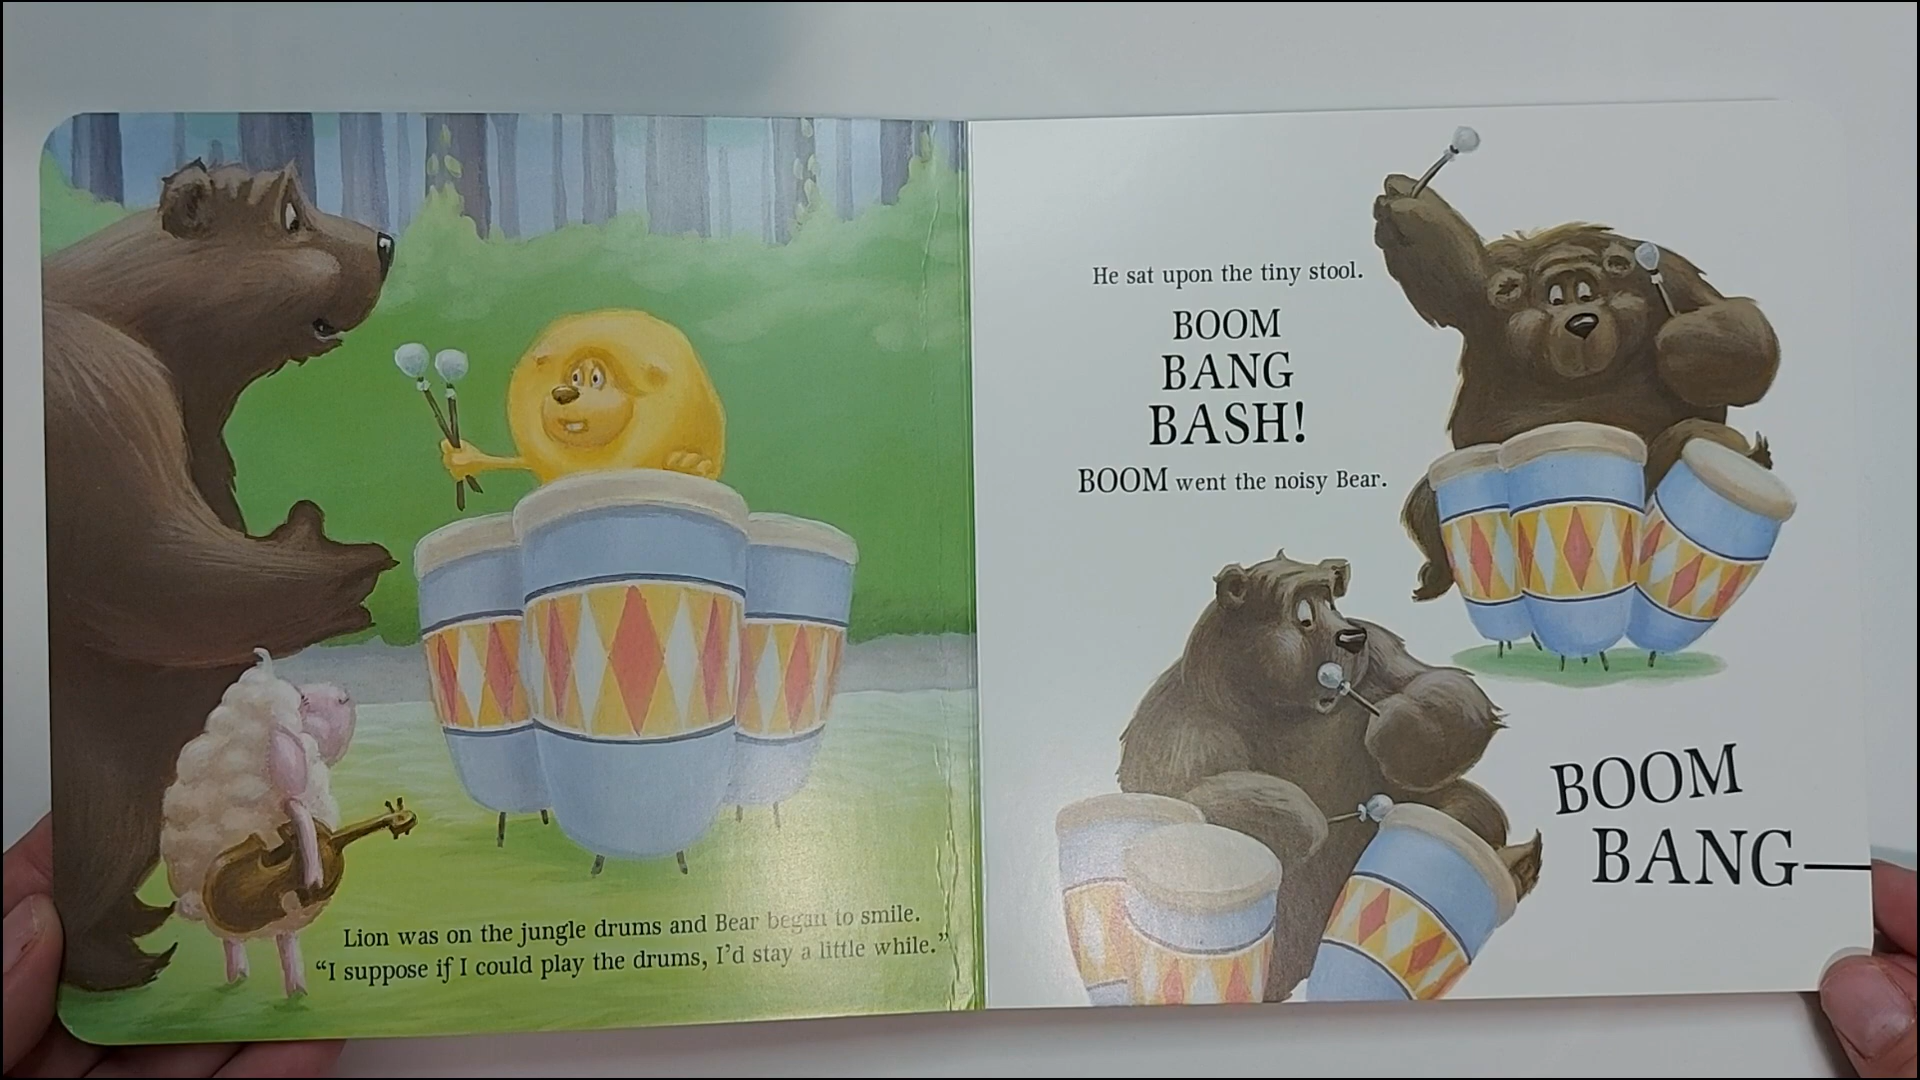 Lion was on the jungle drums and Bear began to smile.
“I suppose if I could play the drums, I’d stay a little while.”
He sat upon the tiny stool.
BOOM
BANG
BASH!
BOOM went the noisy Bear.
BOOM
BANG—